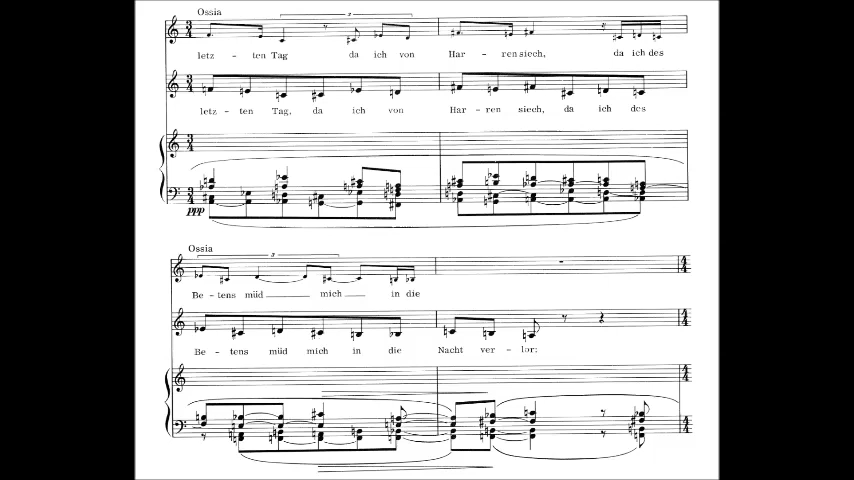 Ossia
3
letz - ten Tag da ich von Har - ren siech, da ich des
letz - ten Tag, da ich von Har - ren siech, da ich des
ppp
Ossia
3
Be - tens müd mich in die
Be - tens müd mich in die Nacht ver - lor: